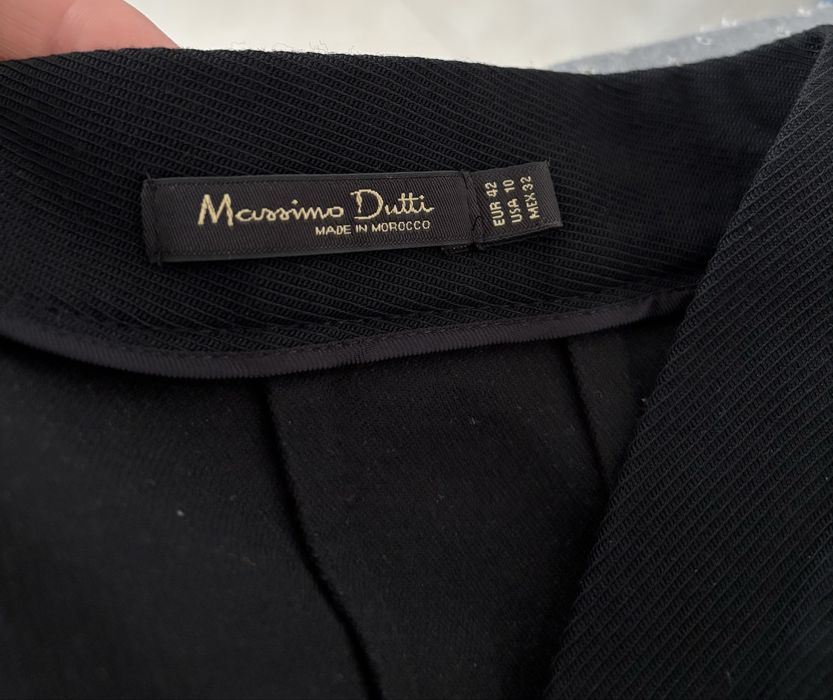 Massimo Dutti
MADE IN MOROCCO
EUR 42
USA 10
MEX 32